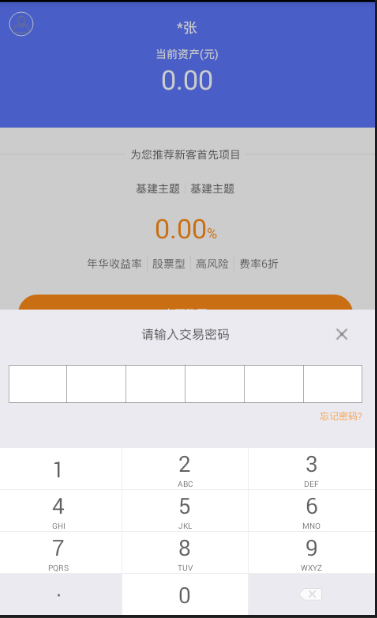 *张
当前资产(元)
0.00
为您推荐新客首先项目
基建主题 基建主题
0.00%
年华收益率 股票型 高风险 费率6折
请输入交易密码
忘记密码?
1
2
ABC
3
DEF
4
GHI
5
JKL
6
MNO
7
PQRS
8
TUV
9
WXYZ
.
0